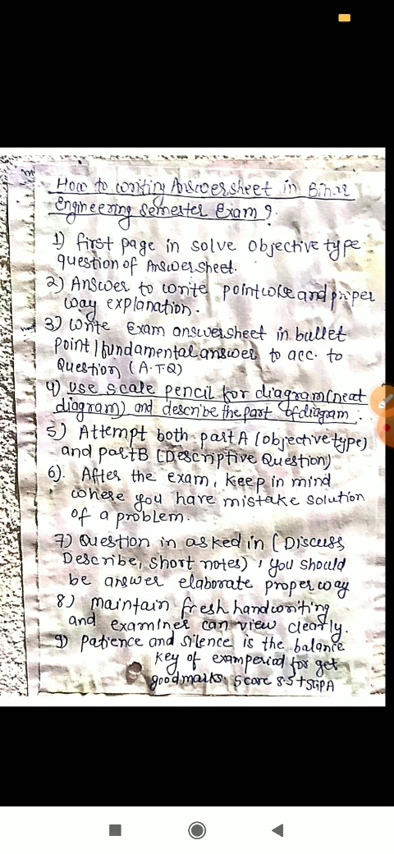 How to writing Answersheet in Bihar
Engineering Semester Exam ?
1) first page in solve objective type
question of Answersheet.
2) Answer to write pointwise and proper
way explanation.
3) write exam answersheet in bullet
point / fundamental answer to acc. to
Question (A.TQ)
4) use scale pencil for diagram (neat
diagram) and describe the part of diagram.
5) Attempt both part A (objective type)
and part B (Descriptive Question)
6). After the exam, keep in mind
where you have mistake solution
of a problem.
7) Question in asked in (Discuss,
Describe, short notes), you should
be answer elaborate proper way
8) maintain fresh handwriting
and examiner can view clearly.
9) patience and silence is the balance
key of examperiod for get
good marks. Score 8.5+ SGPA